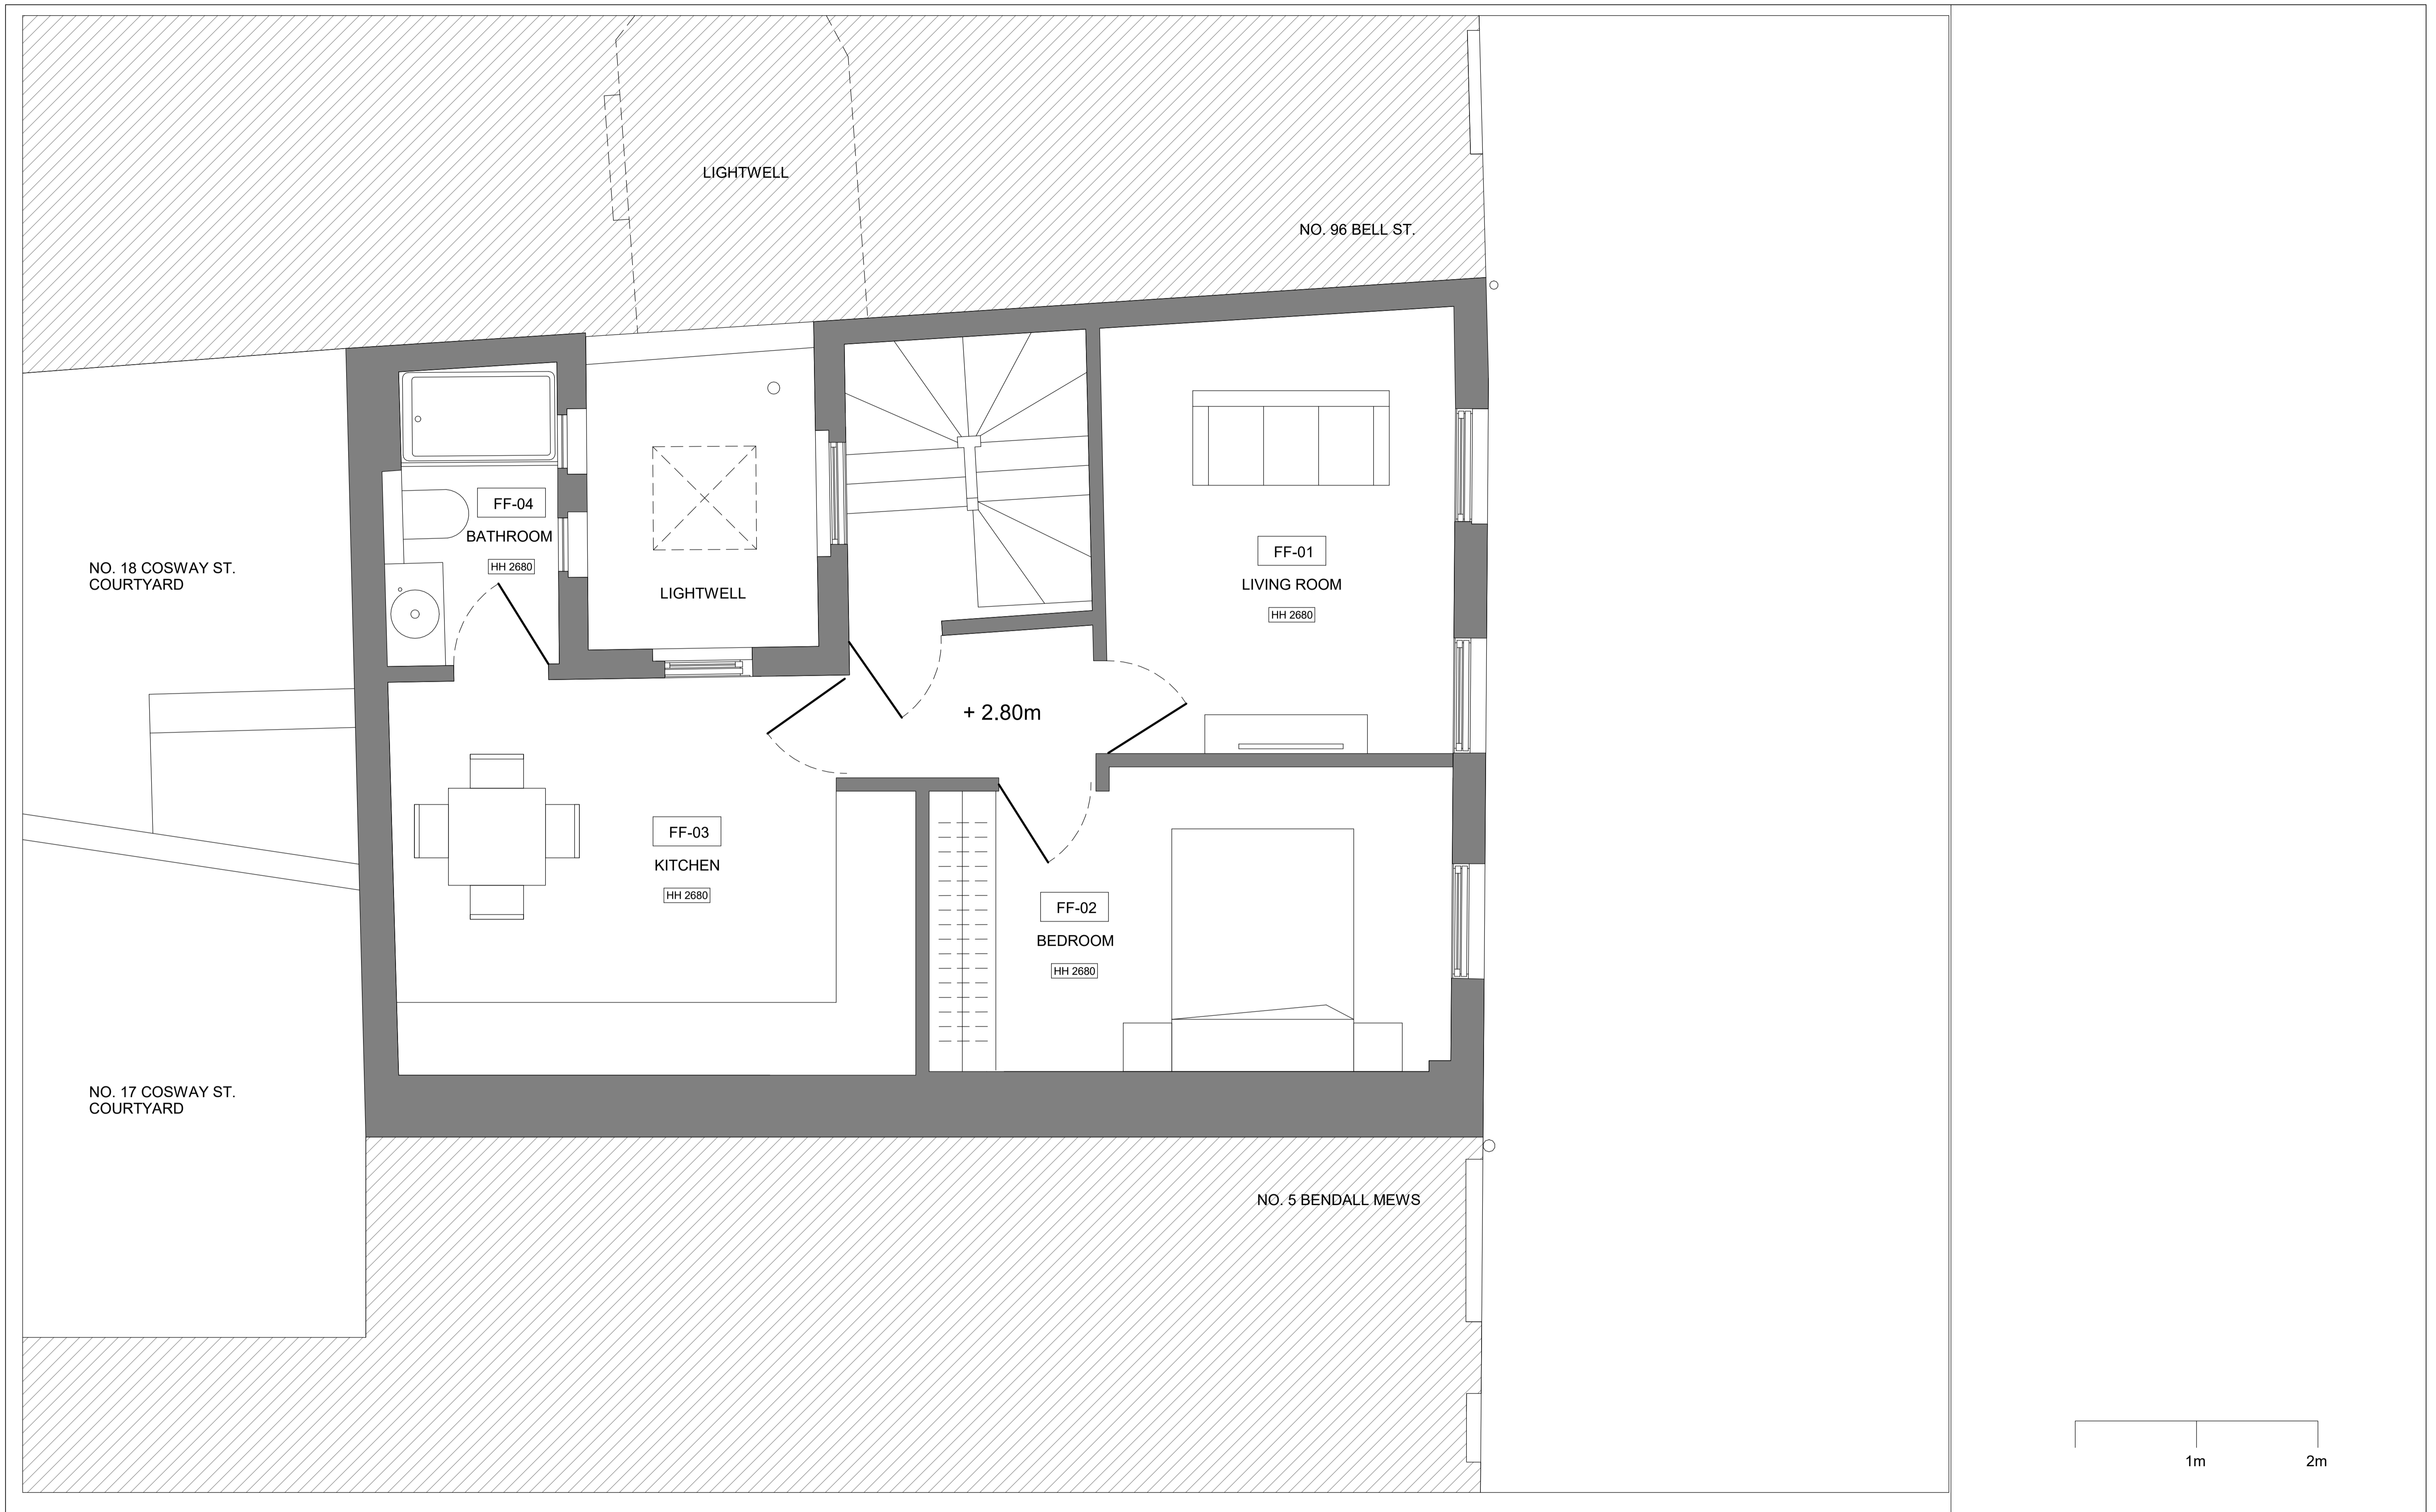 LIGHTWELL
NO. 96 BELL ST.
FF-04
BATHROOM
HH 2680
NO. 18 COSWAY ST.
COURTYARD
LIGHTWELL
FF-01
LIVING ROOM
HH 2680
+ 2.80m
FF-03
KITCHEN
HH 2680
FF-02
BEDROOM
HH 2680
NO. 17 COSWAY ST.
COURTYARD
NO. 5 BENDALL MEWS
1m
2m